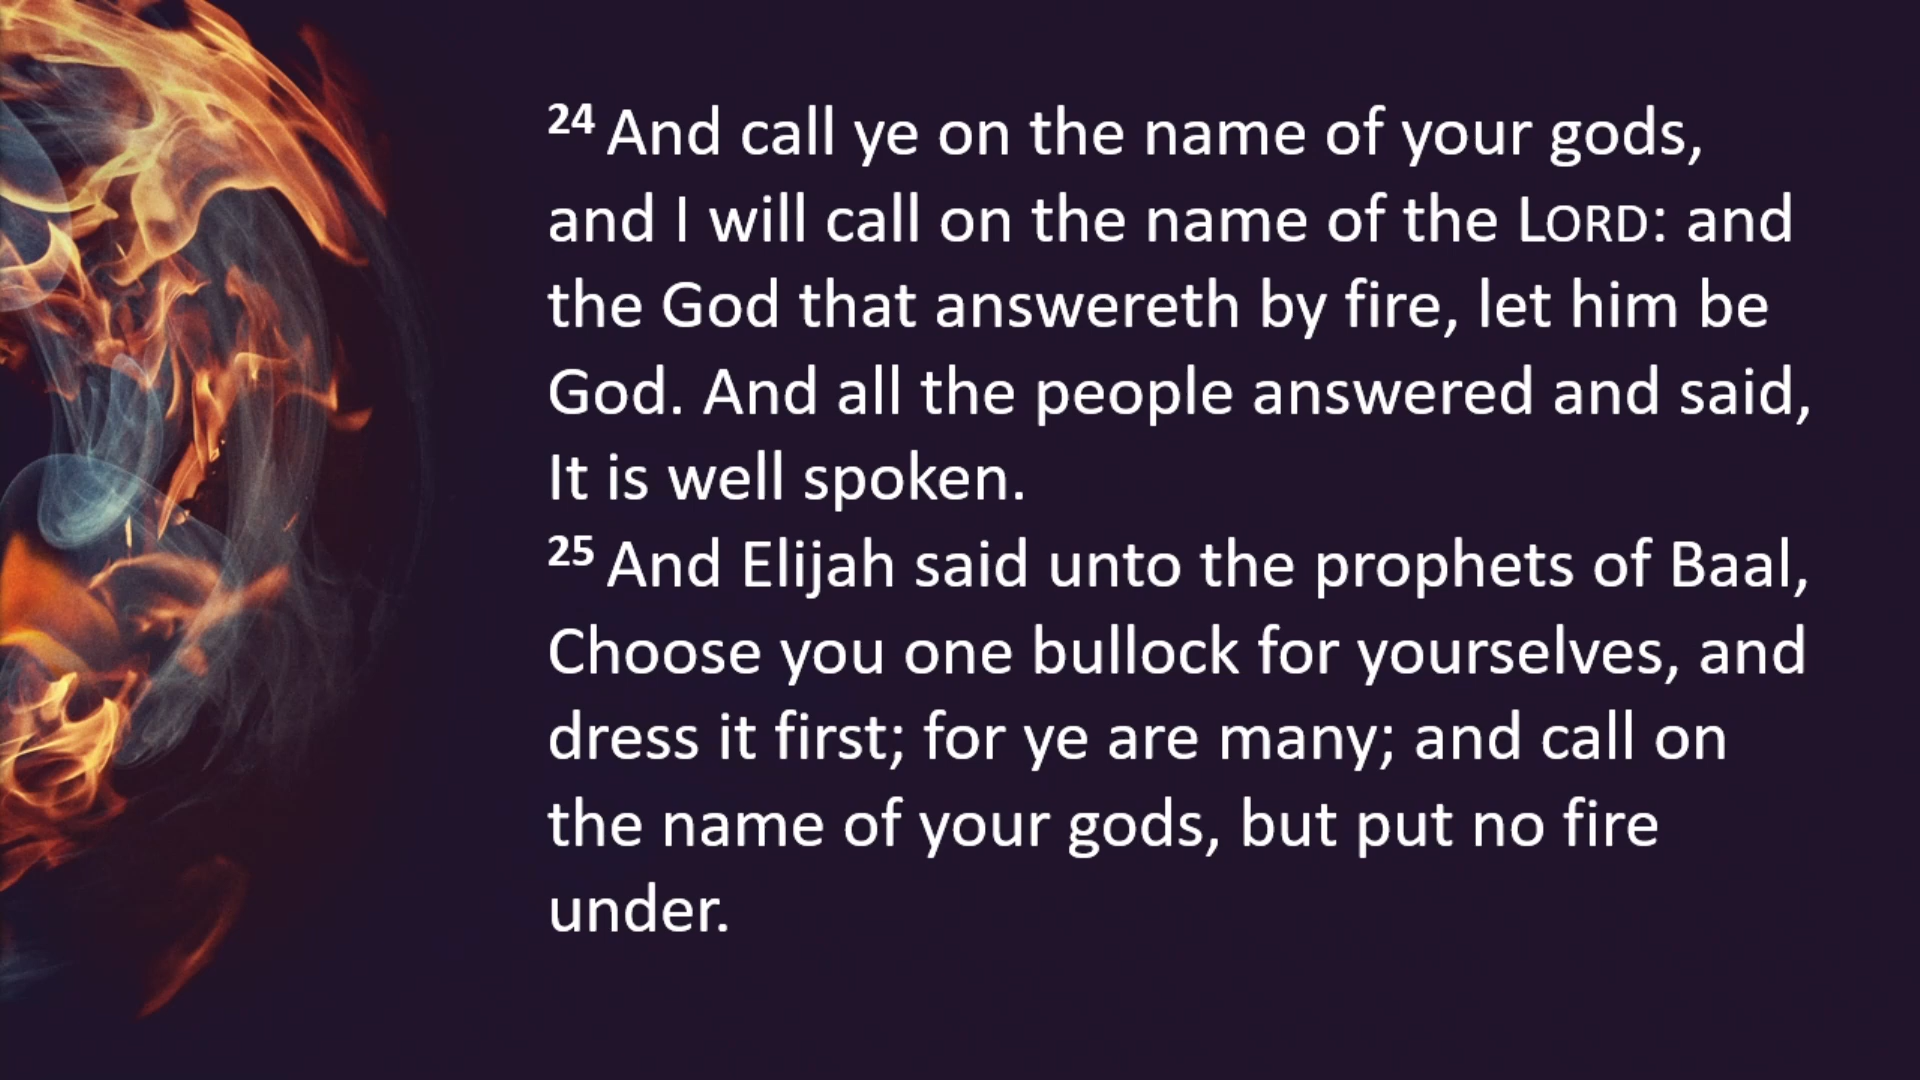 24 And call ye on the name of your gods,
and I will call on the name of the LORD: and
the God that answereth by fire, let him be
God. And all the people answered and said,
It is well spoken.
25 And Elijah said unto the prophets of Baal,
Choose you one bullock for yourselves, and
dress it first; for ye are many; and call on
the name of your gods, but put no fire
under.